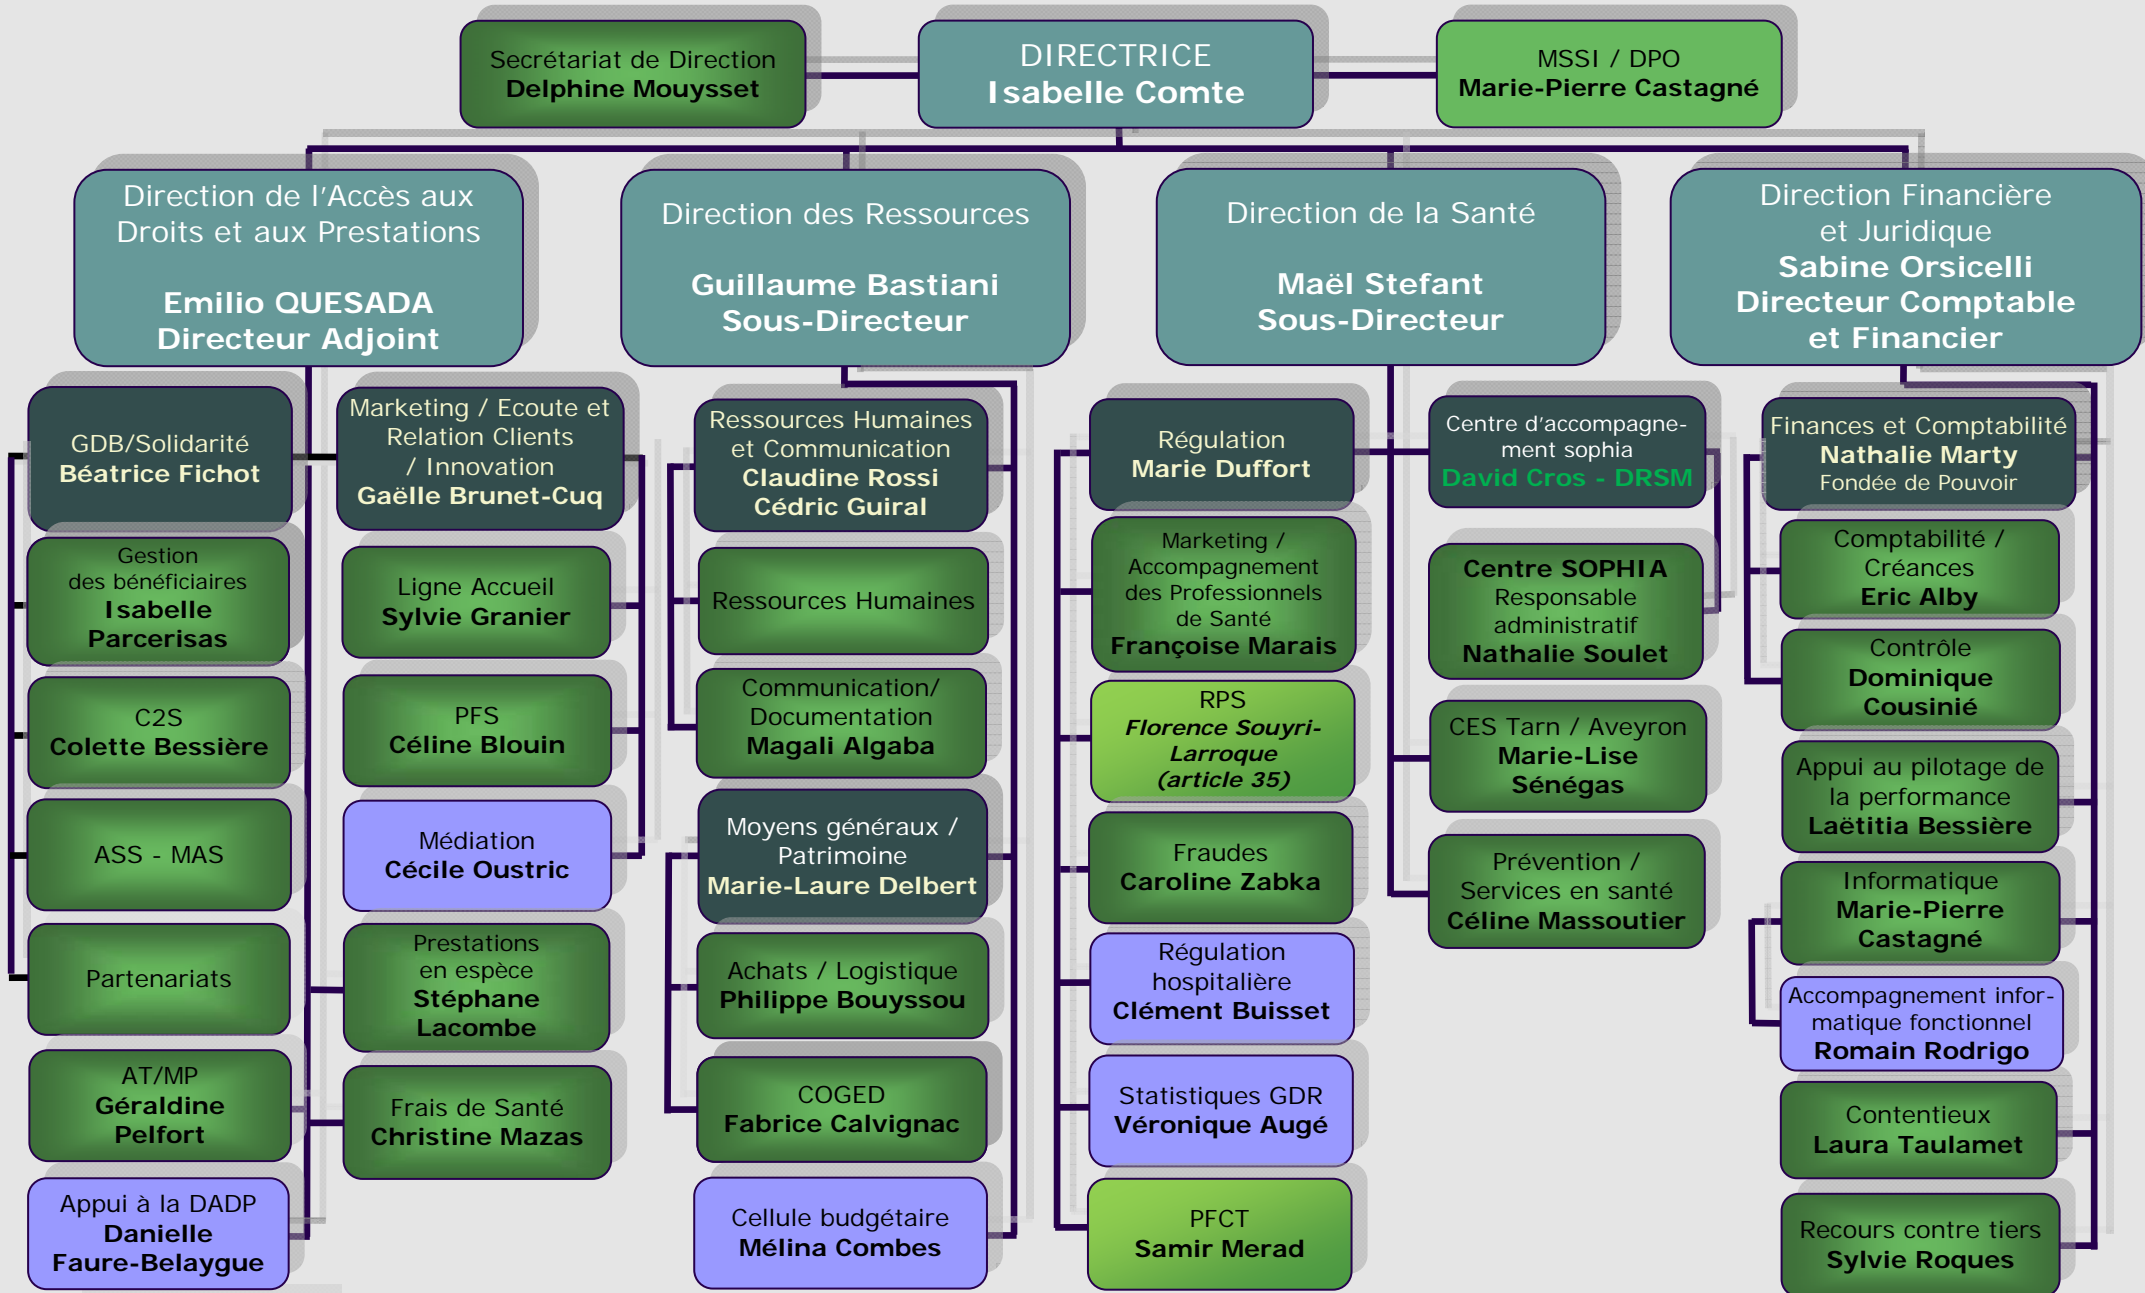 Secrétariat de Direction
Delphine Mouysset
DIRECTRICE
Isabelle Comte
MSSI / DPO
Marie-Pierre Castagné
Direction de l'Accès aux
Droits et aux Prestations
Emilio QUESADA
Directeur Adjoint
Direction des Ressources
Guillaume Bastiani
Sous-Directeur
Direction de la Santé
Maël Stefant
Sous-Directeur
Direction Financière
et Juridique
Sabine Orsicelli
Directeur Comptable
et Financier
GDB/Solidarité
Béatrice Fichot
Gestion
des bénéficiaires
Isabelle
Parcerisas
C2S
Colette Bessière
ASS - MAS
Partenariats
AT/MP
Géraldine
Pelfort
Appui à la DADP
Danielle
Faure-Belaygue
Marketing / Ecoute et
Relation Clients
/ Innovation
Gaëlle Brunet-Cuq
Ligne Accueil
Sylvie Granier
PFS
Céline Blouin
Médiation
Cécile Oustric
Prestations
en espèce
Stéphane
Lacombe
Frais de Santé
Christine Mazas
Ressources Humaines
et Communication
Claudine Rossi
Cédric Guiral
Ressources Humaines
Communication/
Documentation
Magali Algaba
Moyens généraux /
Patrimoine
Marie-Laure Delbert
Achats / Logistique
Philippe Bouyssou
COGED
Fabrice Calvignac
Cellule budgétaire
Mélina Combes
Régulation
Marie Duffort
Marketing /
Accompagnement
des Professionnels
de Santé
Françoise Marais
RPS
Florence Souyri-
Larroque
(article 35)
Fraudes
Caroline Zabka
Régulation
hospitalière
Clément Buisset
Statistiques GDR
Véronique Augé
PFCT
Samir Merad
Centre d'accompagne-
ment sophia
David Cros - DRSM
Centre SOPHIA
Responsable
administratif
Nathalie Soulet
CES Tarn / Aveyron
Marie-Lise
Sénégas
Prévention /
Services en santé
Céline Massoutier
Finances et Comptabilité
Nathalie Marty
Fondée de Pouvoir
Comptabilité /
Créances
Eric Alby
Contrôle
Dominique
Cousinié
Appui au pilotage de
la performance
Laëtitia Bessière
Informatique
Marie-Pierre
Castagné
Accompagnement infor-
matique fonctionnel
Romain Rodrigo
Contentieux
Laura Taulamet
Recours contre tiers
Sylvie Roques